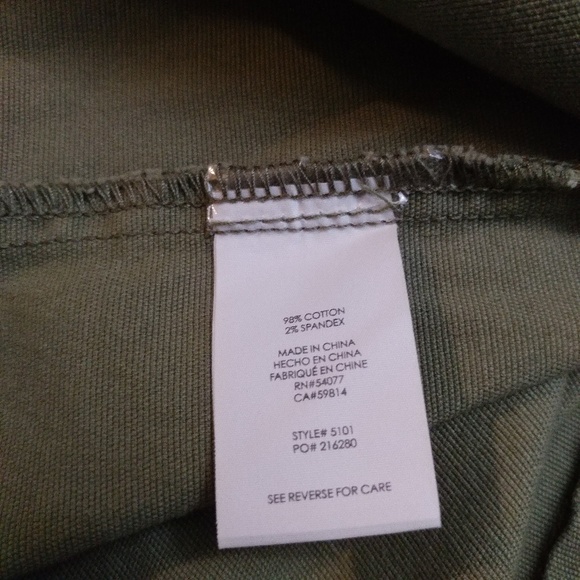 98% COTTON
2% SPANDEX
MADE IN CHINA
HECHO EN CHINA
FABRIQUÉ EN CHINE
RN#54077
CA#59814
STYLE# 5101
PO# 216280
SEE REVERSE FOR CARE